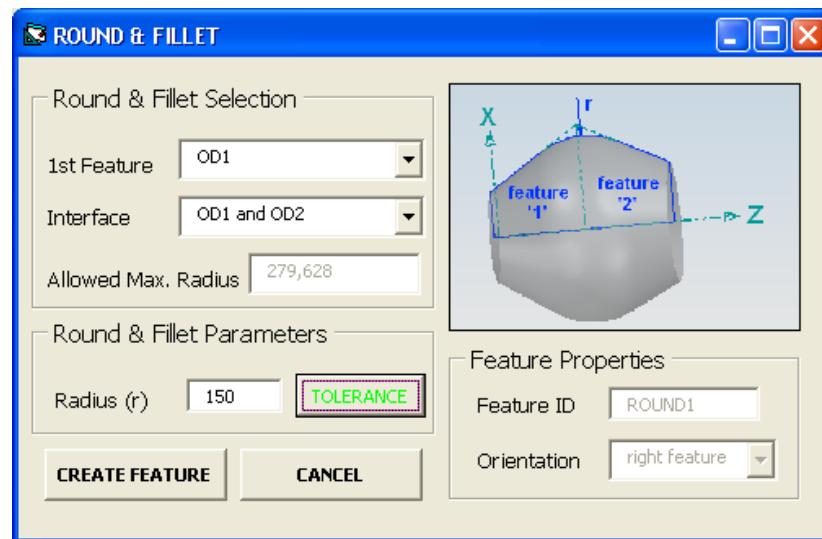 ROUND & FILLET
Round & Fillet Selection
1st Feature OD1
Interface OD1 and OD2
Allowed Max. Radius 279,628
Round & Fillet Parameters
Radius (r) 150 TOLERANCE
CREATE FEATURE CANCEL
r
X
feature
'1'
feature
'2'
Z
Feature Properties
Feature ID ROUND1
Orientation right feature